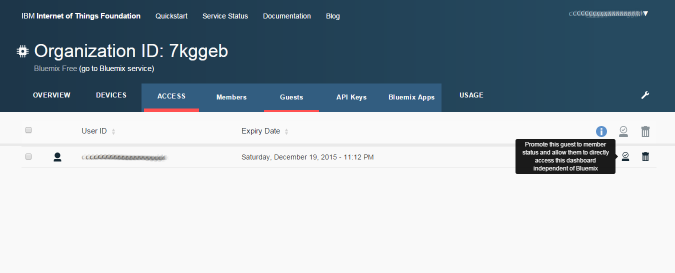 IBM Internet of Things Foundation Quickstart Service Status Documentation Blog
Organization ID: 7kggeb
Bluemix Free (go to Bluemix service)
OVERVIEW DEVICES ACCESS Members Guests API Keys Bluemix Apps USAGE
User ID Expiry Date
Promote this guest to member
status and allow them to directly
access this dashboard
independent of Bluemix
Saturday, December 19, 2015 - 11:12 PM